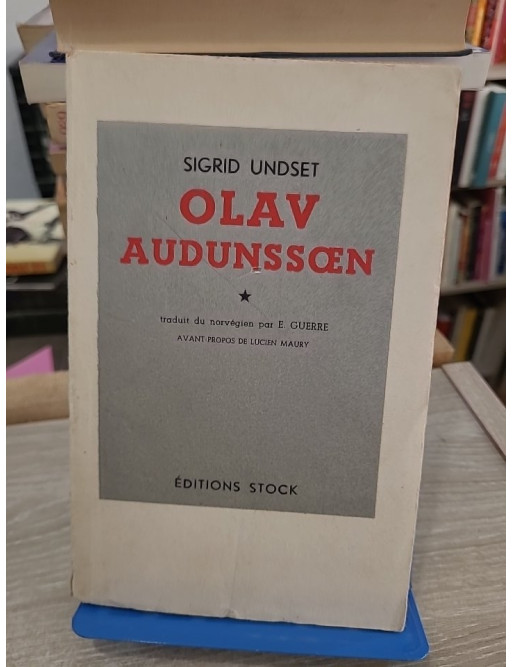 SIGRID UNDSET
OLAV
AUDUNSSŒN
★
traduit du norvégien par E. GUERRE
AVANT-PROPOS DE LUCIEN MAURY
ÉDITIONS STOCK